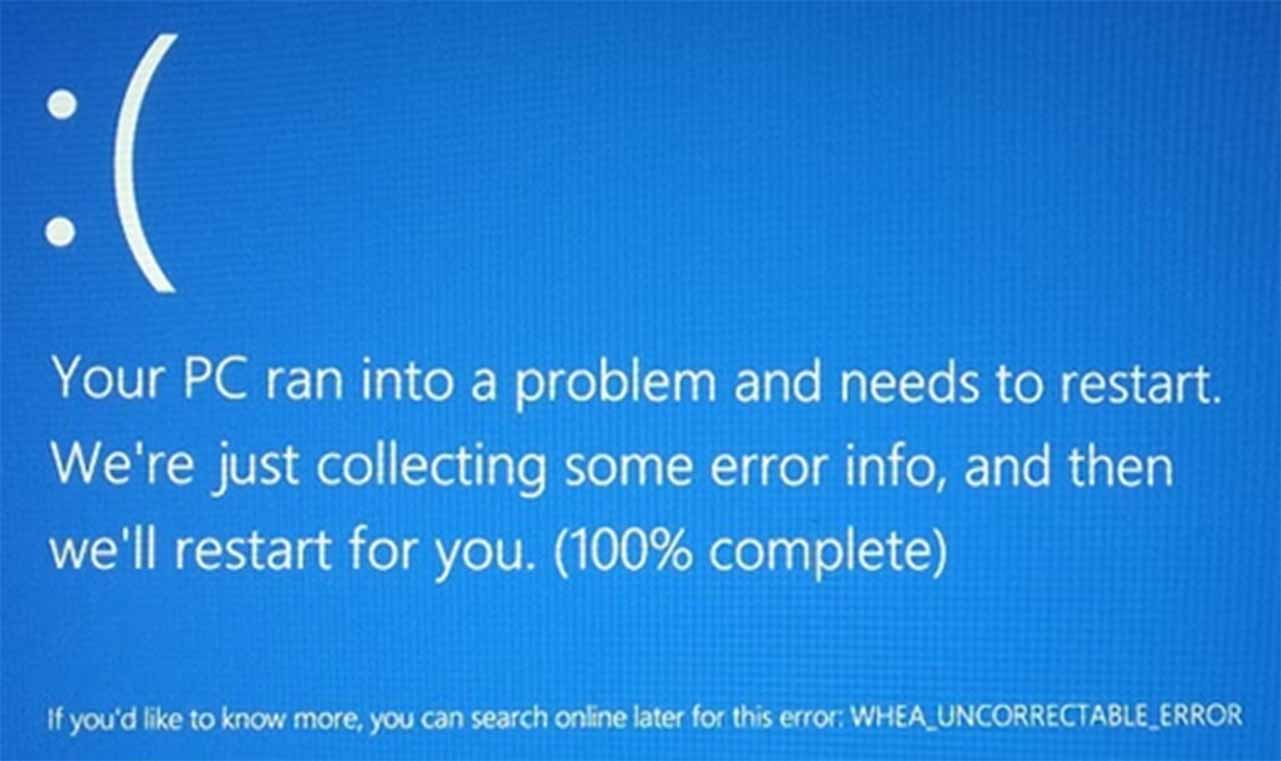 :(
Your PC ran into a problem and needs to restart.
We're just collecting some error info, and then
we'll restart for you. (100% complete)
If you'd like to know more, you can search online later for this error: WHEA_UNCORRECTABLE_ERROR